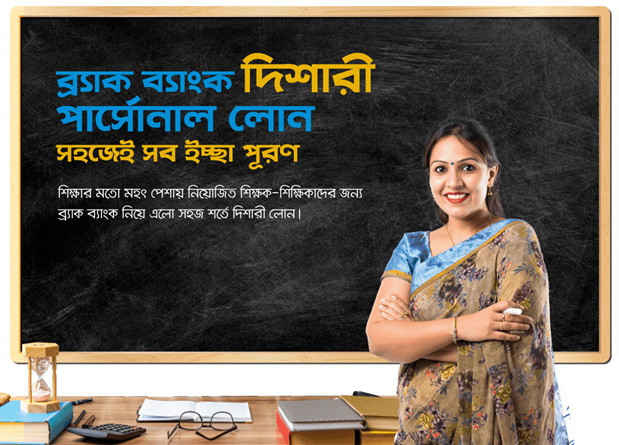 ব্র্যাক ব্যাংক দিশারী
পার্সোনাল লোন
সহজেই সব ইচ্ছা পূরণ
শিক্ষার মতো মহৎ পেশায় নিয়োজিত শিক্ষক-শিক্ষিকাদের জন্য
ব্র্যাক ব্যাংক নিয়ে এলো সহজ শর্তে দিশারী লোন।